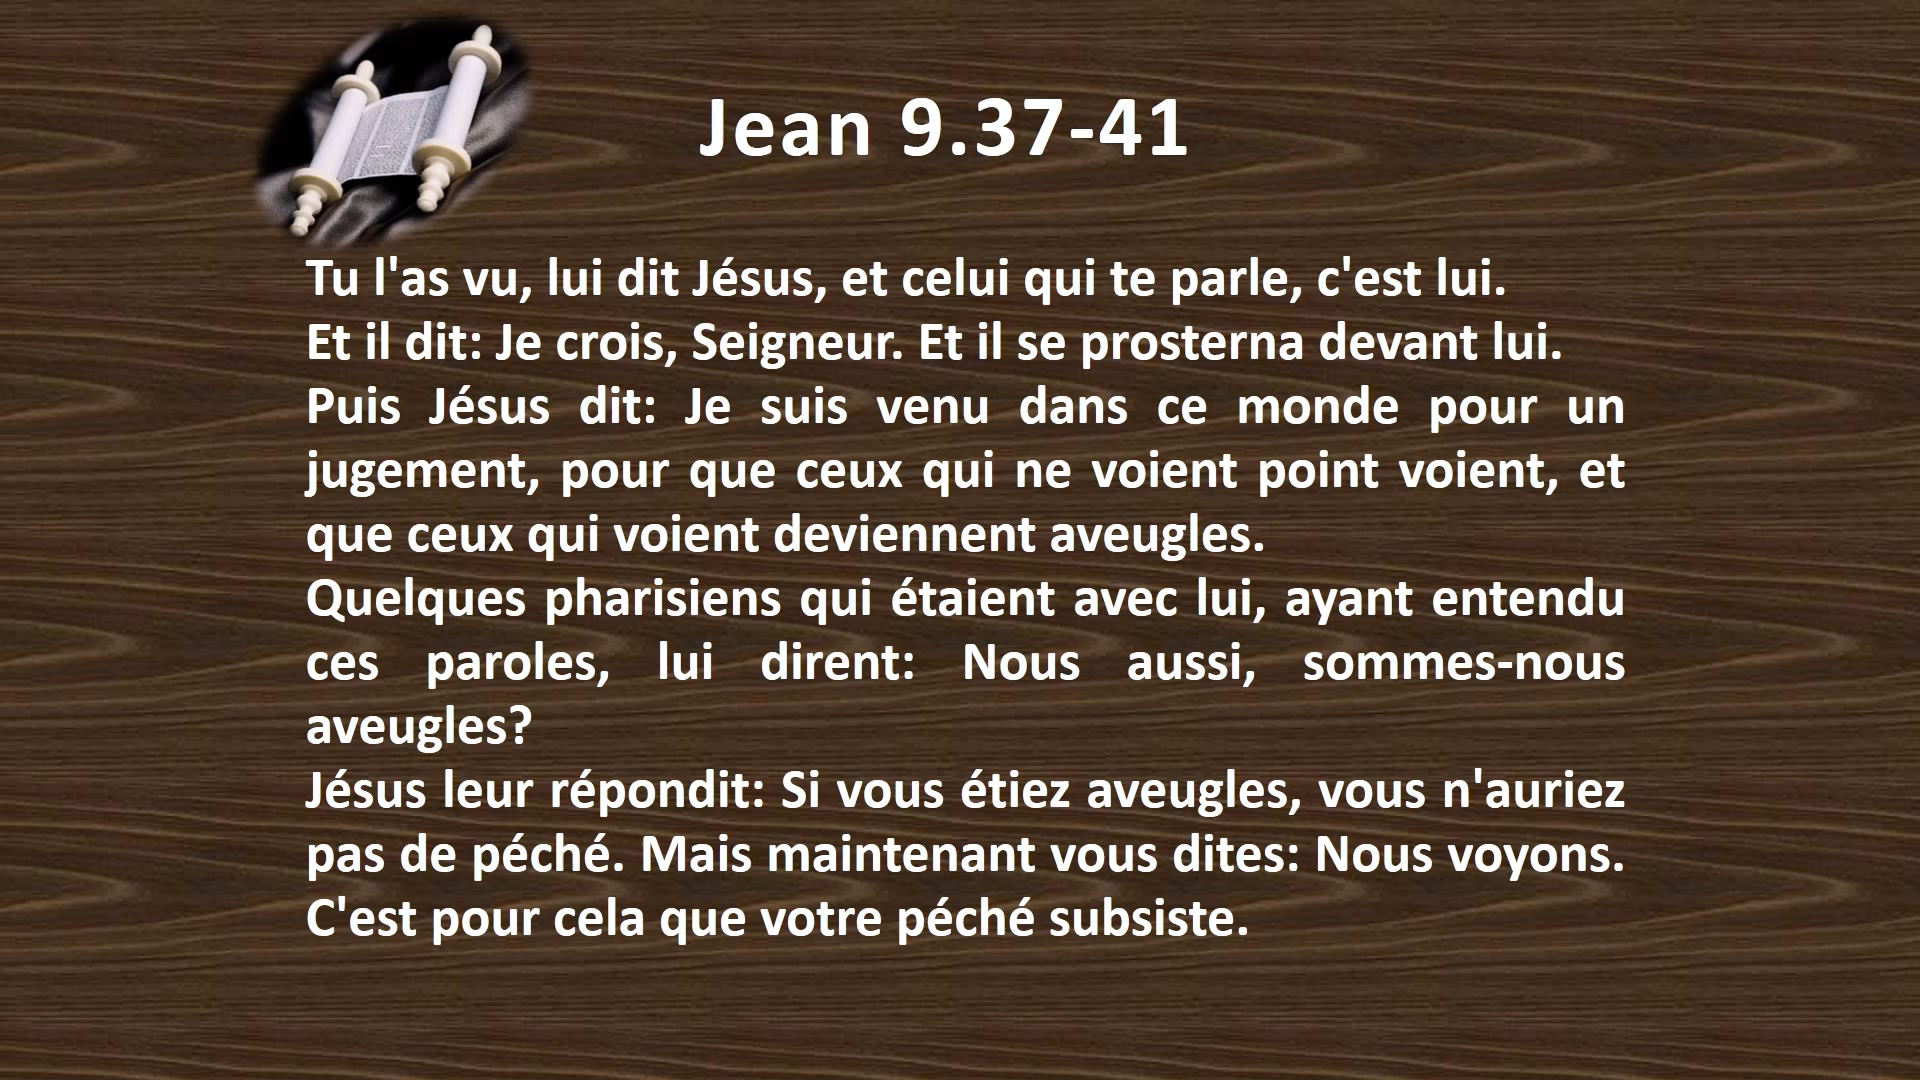 Jean 9.37-41
Tu l'as vu, lui dit Jésus, et celui qui te parle, c'est lui.
Et il dit: Je crois, Seigneur. Et il se prosterna devant lui.
Puis Jésus dit: Je suis venu dans ce monde pour un
jugement, pour que ceux qui ne voient point voient, et
que ceux qui voient deviennent aveugles.
Quelques pharisiens qui étaient avec lui, ayant entendu
ces paroles, lui dirent: Nous aussi, sommes-nous
aveugles?
Jésus leur répondit: Si vous étiez aveugles, vous n'auriez
pas de péché. Mais maintenant vous dites: Nous voyons.
C'est pour cela que votre péché subsiste.